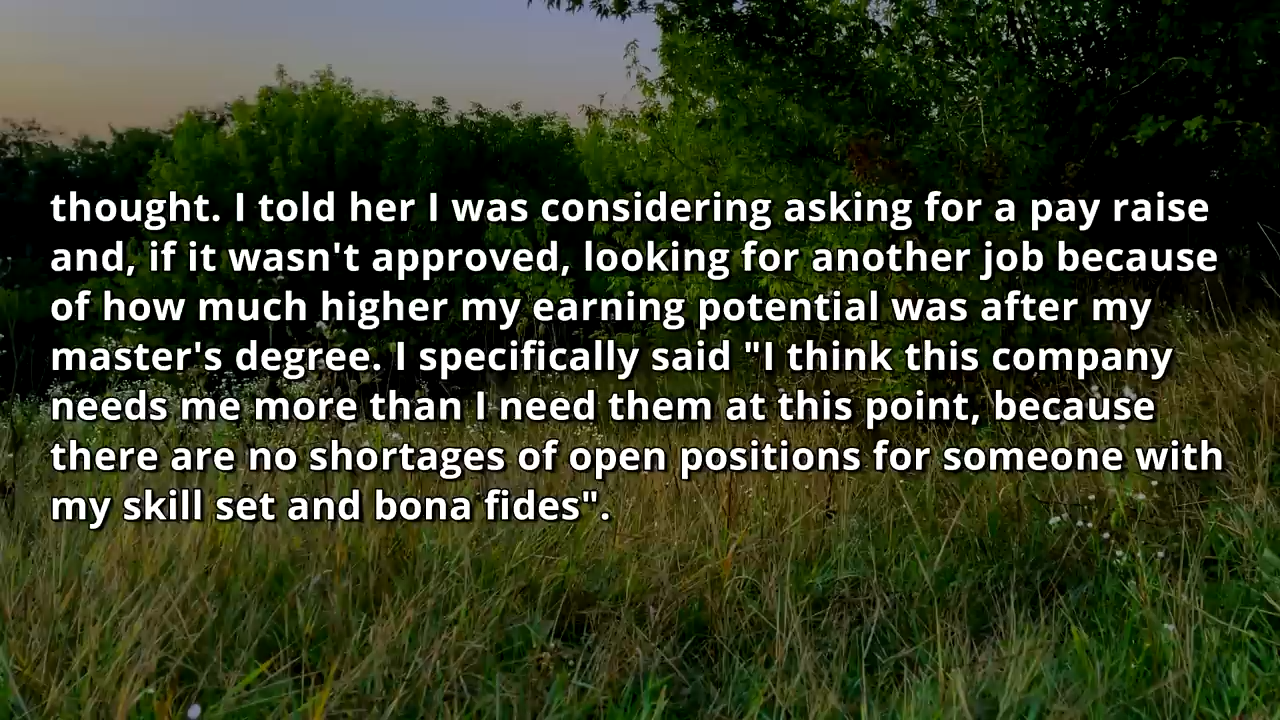 thought. I told her I was considering asking for a pay raise
and, if it wasn't approved, looking for another job because
of how much higher my earning potential was after my
master's degree. I specifically said "I think this company
needs me more than I need them at this point, because
there are no shortages of open positions for someone with
my skill set and bona fides".